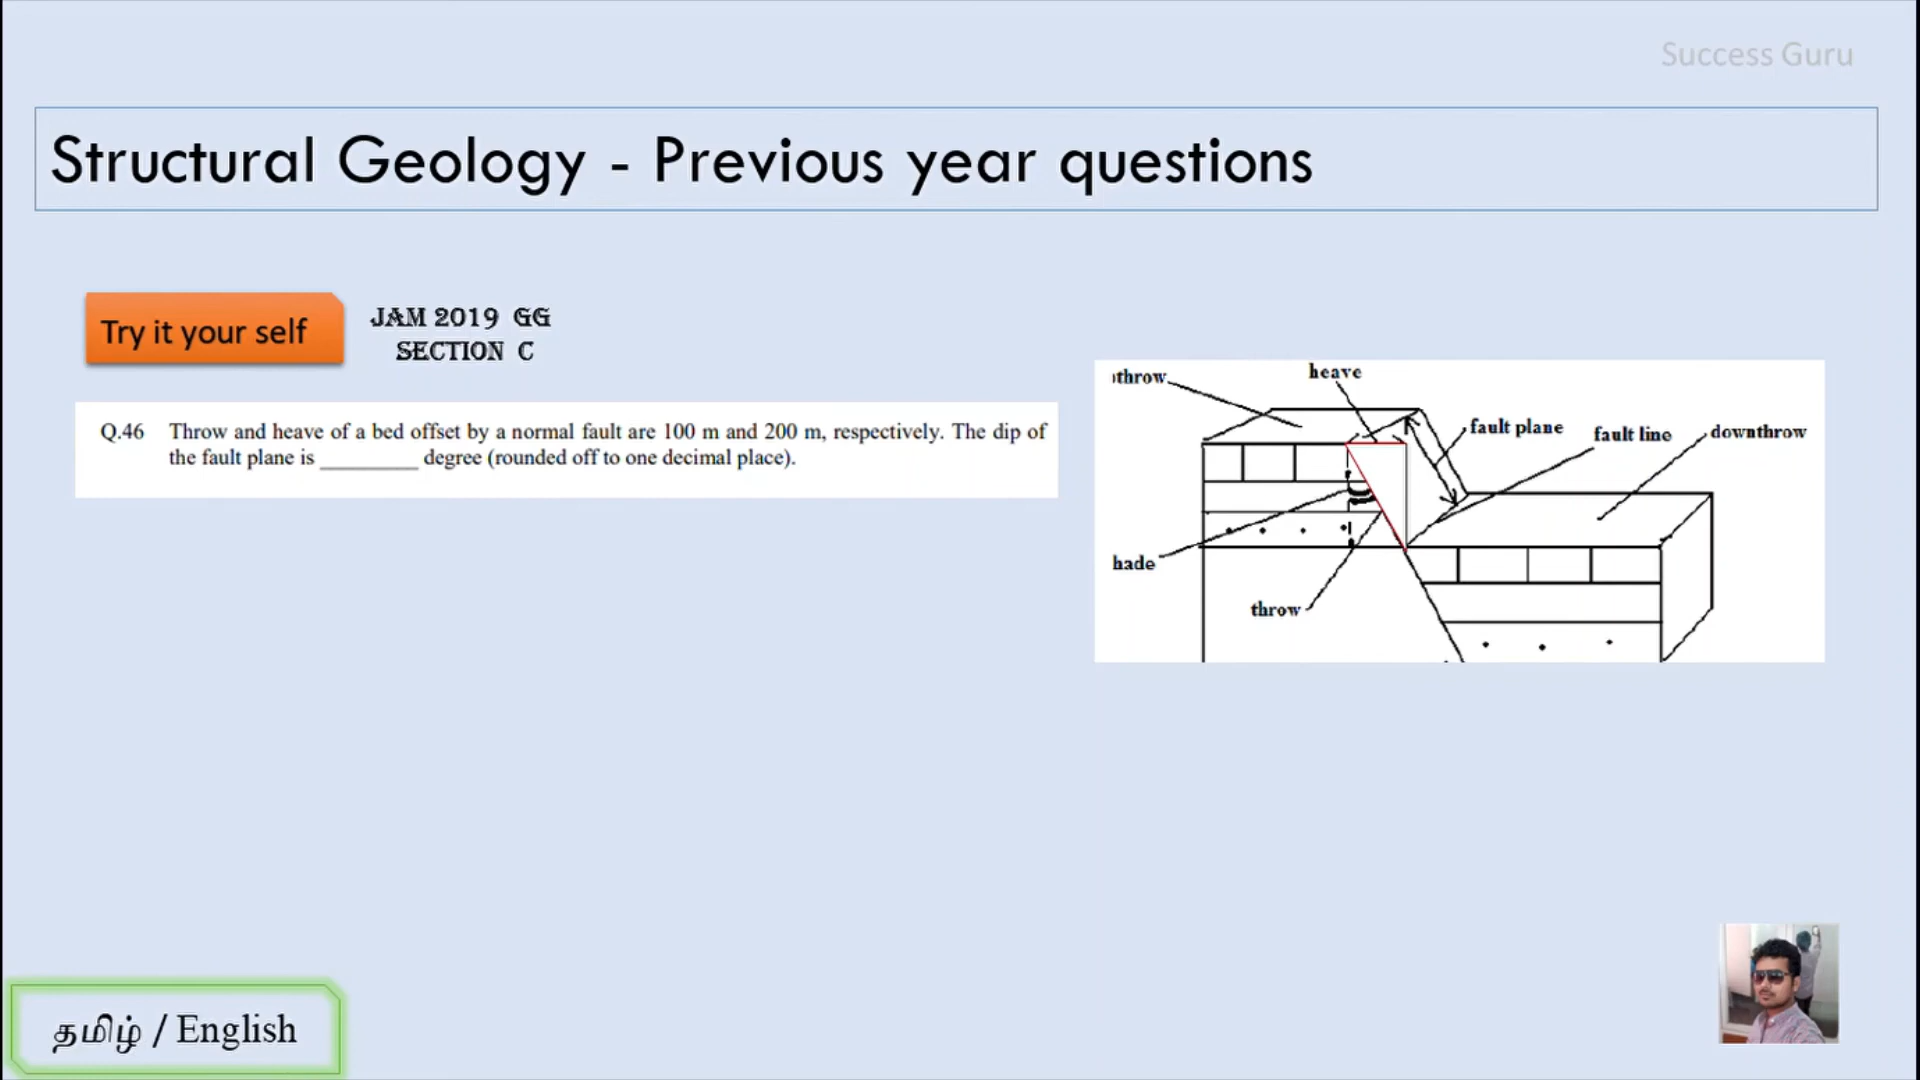 Success Guru
Structural Geology - Previous year questions
Try it your self
JAM 2019 GG
SECTION C
Q.46 Throw and heave of a bed offset by a normal fault are 100 m and 200 m, respectively. The dip of
the fault plane is _________ degree (rounded off to one decimal place).
throw
heave
fault plane
fault line
downthrow
hade
throw
தமிழ் / English